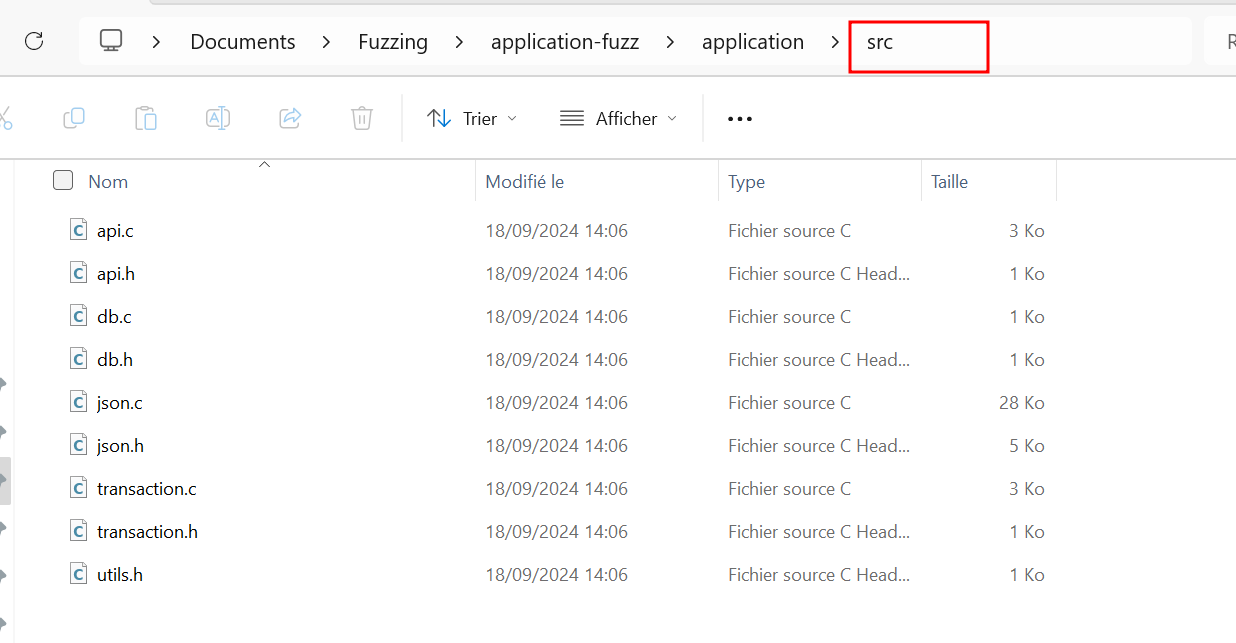 Documents > Fuzzing > application-fuzz > application > src R
Trier Afficher
Nom Modifié le Type Taille
api.c 18/09/2024 14:06 Fichier source C 3 Ko
api.h 18/09/2024 14:06 Fichier source C Head... 1 Ko
db.c 18/09/2024 14:06 Fichier source C 1 Ko
db.h 18/09/2024 14:06 Fichier source C Head... 1 Ko
json.c 18/09/2024 14:06 Fichier source C 28 Ko
json.h 18/09/2024 14:06 Fichier source C Head... 5 Ko
transaction.c 18/09/2024 14:06 Fichier source C 3 Ko
transaction.h 18/09/2024 14:06 Fichier source C Head... 1 Ko
utils.h 18/09/2024 14:06 Fichier source C Head... 1 Ko